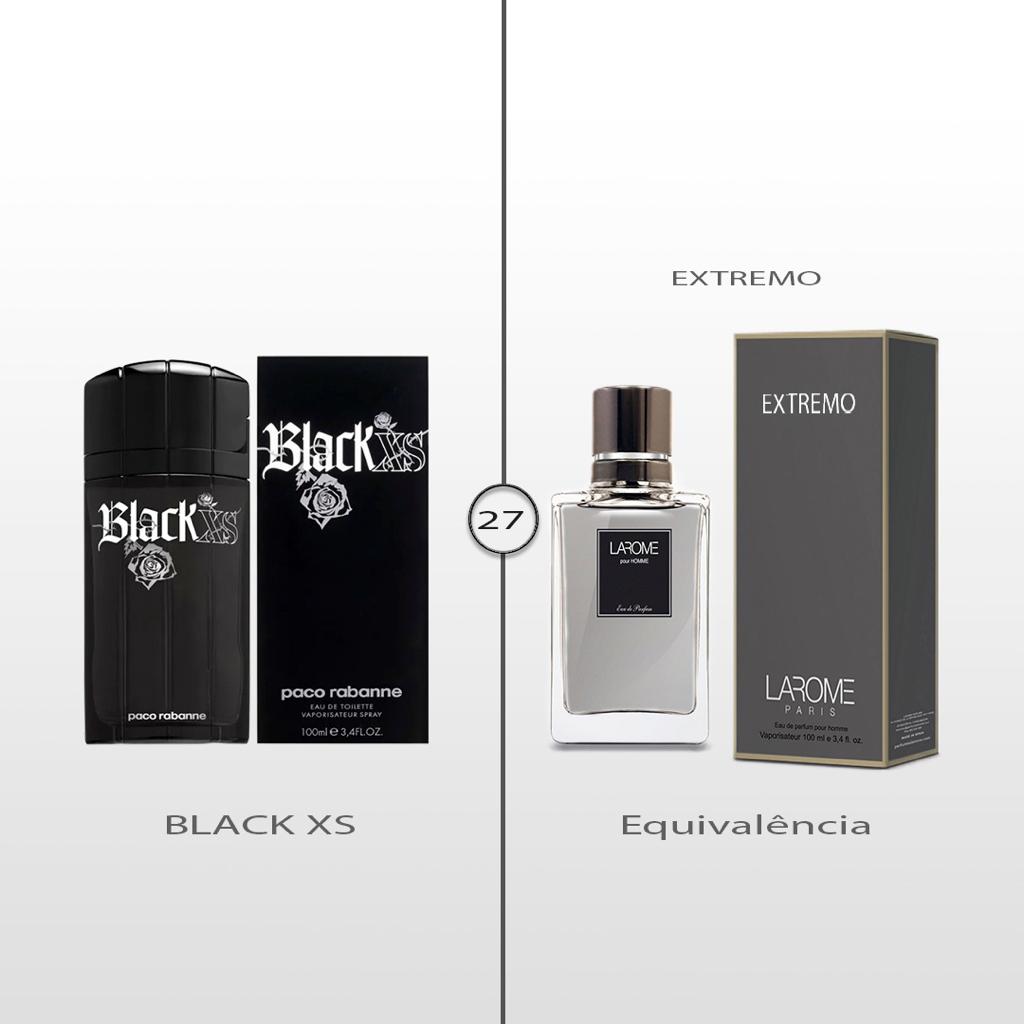 EXTREMO
Black XS
Black XS
paco rabanne
paco rabanne
EAU DE TOILETTE
VAPORISATEUR SPRAY
100ml e 3,4FL.OZ.
27
LAROME
pour HOMME
Eau de Parfum
EXTREMO
LAROME
PARIS
Eau de parfum pour homme
Vaporisateur 100 ml e 3,4 fl. oz.
BLACK XS
Equivalência